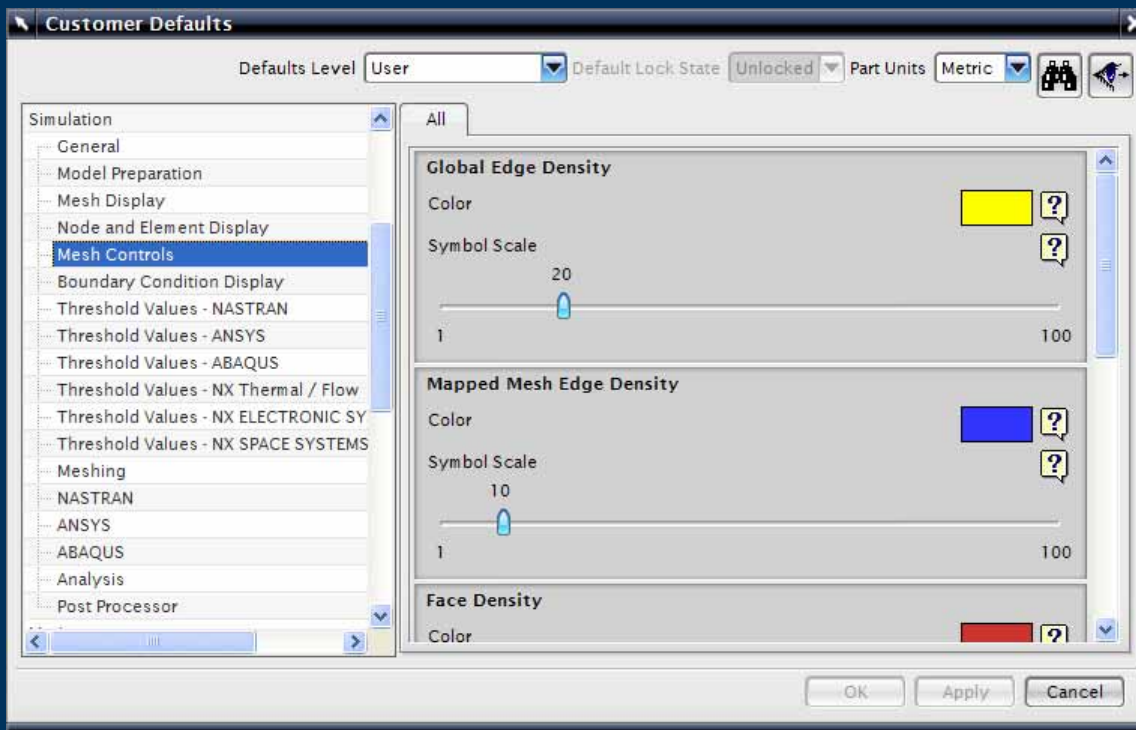 Customer Defaults
Defaults Level User Default Lock State Unlocked Part Units Metric
Simulation
General
Model Preparation
Mesh Display
Node and Element Display
Mesh Controls
Boundary Condition Display
Threshold Values - NASTRAN
Threshold Values - ANSYS
Threshold Values - ABAQUS
Threshold Values - NX Thermal / Flow
Threshold Values - NX ELECTRONIC SY
Threshold Values - NX SPACE SYSTEMS
Meshing
NASTRAN
ANSYS
ABAQUS
Analysis
Post Processor
All
Global Edge Density
Color ?
Symbol Scale ?
20
1 100
Mapped Mesh Edge Density
Color ?
Symbol Scale ?
10
1 100
Face Density
Color ?
OK Apply Cancel